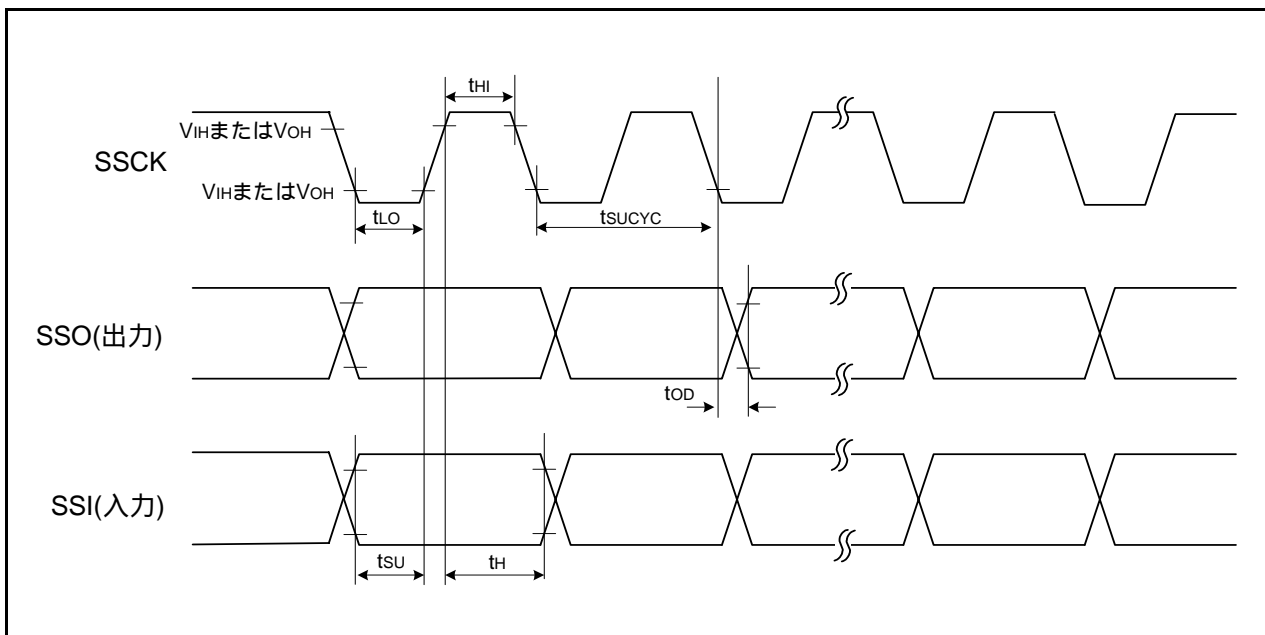 tHI
VIHまたはVOH
SSCK
VIHまたはVOH
tLO
tSUCYC
SSO(出力)
tOD
SSI(入力)
tSU
tH